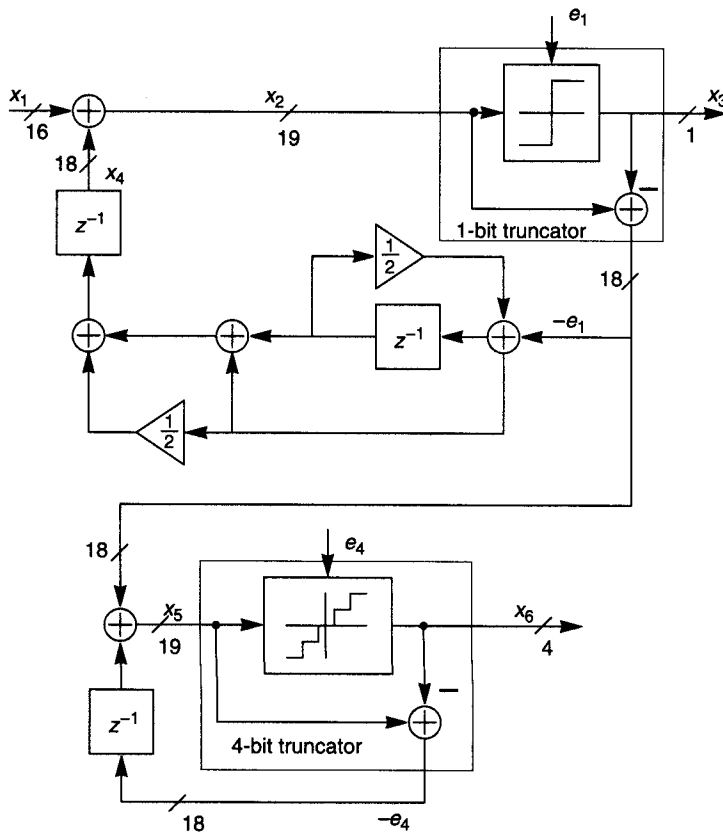 e₁
x₁
16
x₂
19
x₃
1
18
x₄
z⁻¹
1-bit truncator
18
1/2
z⁻¹
−e₁
1/2
18
e₄
x₅
19
x₆
4
z⁻¹
4-bit truncator
18
−e₄